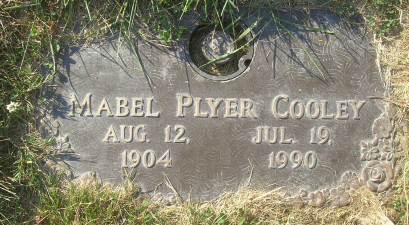 MABEL PLYER COOLEY
AUG. 12, JUL. 19,
1904 1990